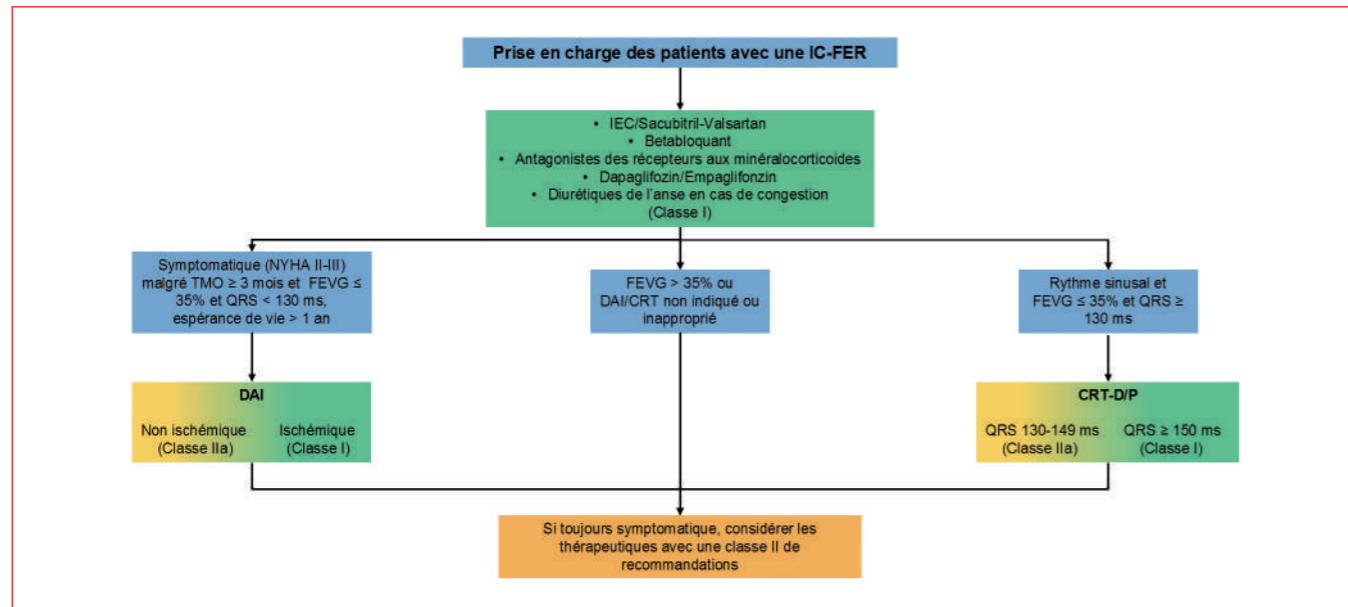 Prise en charge des patients avec une IC-FER
• IEC/Sacubitril-Valsartan
• Betabloquant
• Antagonistes des récepteurs aux minéralocorticoides
• Dapaglifozin/Empaglifonzin
• Diurétiques de l'anse en cas de congestion
(Classe I)
Symptomatique (NYHA II-III)
malgré TMO ≥ 3 mois et FEVG ≤
35% et QRS < 130 ms,
espérance de vie > 1 an
FEVG > 35% ou
DAI/CRT non indiqué ou
inapproprié
Rythme sinusal et
FEVG ≤ 35% et QRS ≥
130 ms
DAI
Non ischémique
(Classe IIa)
Ischémique
(Classe I)
CRT-D/P
QRS 130-149 ms
(Classe IIa)
QRS ≥ 150 ms
(Classe I)
Si toujours symptomatique, considérer les
thérapeutiques avec une classe II de
recommandations